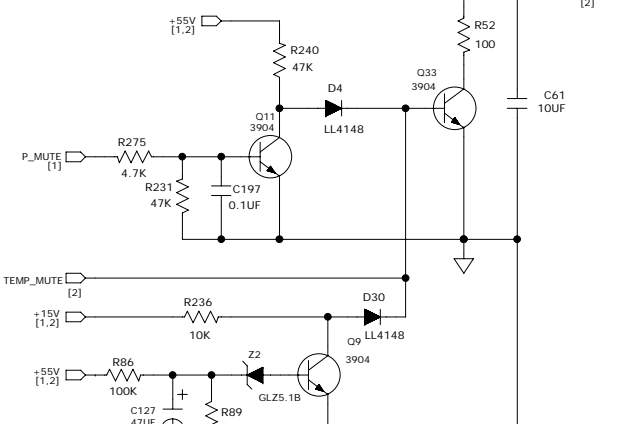 [2]
+55V
[1,2]
R52
100
R240
47K
Q33
3904
D4
LL4148
C61
10UF
Q11
3904
R275
4.7K
P_MUTE
[1]
R231
47K
C197
0.1UF
TEMP_MUTE
[2]
D30
LL4148
R236
10K
+15V
[1,2]
Q9
3904
Z2
GLZ5.1B
R86
100K
+55V
[1,2]
+
C127
47UF
R89